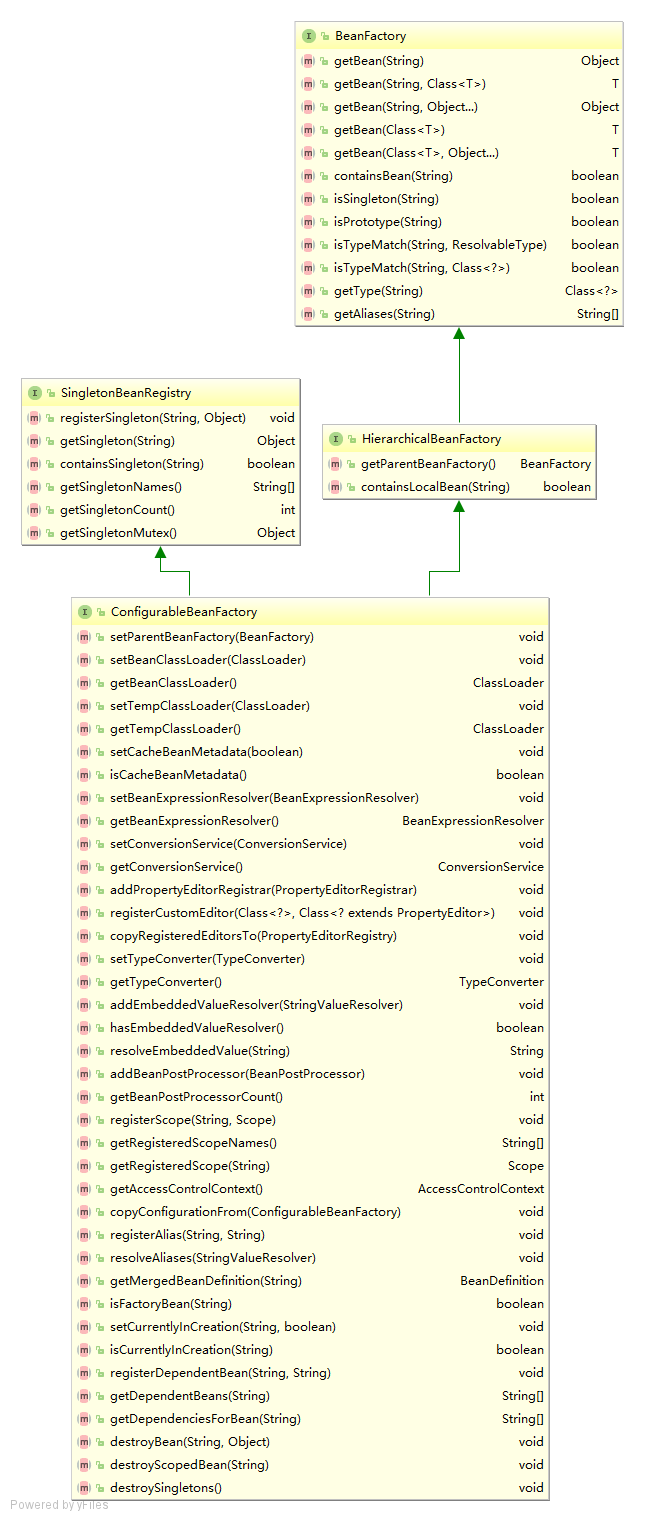 BeanFactory
getBean(String) Object
getBean(String, Class<T>) T
getBean(String, Object...) Object
getBean(Class<T>) T
getBean(Class<T>, Object...) T
containsBean(String) boolean
isSingleton(String) boolean
isPrototype(String) boolean
isTypeMatch(String, ResolvableType) boolean
isTypeMatch(String, Class<?>) boolean
getType(String) Class<?>
getAliases(String) String[]
SingletonBeanRegistry
registerSingleton(String, Object) void
getSingleton(String) Object
containsSingleton(String) boolean
getSingletonNames() String[]
getSingletonCount() int
getSingletonMutex() Object
HierarchicalBeanFactory
getParentBeanFactory() BeanFactory
containsLocalBean(String) boolean
ConfigurableBeanFactory
setParentBeanFactory(BeanFactory) void
setBeanClassLoader(ClassLoader) void
getBeanClassLoader() ClassLoader
setTempClassLoader(ClassLoader) void
getTempClassLoader() ClassLoader
setCacheBeanMetadata(boolean) void
isCacheBeanMetadata() boolean
setBeanExpressionResolver(BeanExpressionResolver) void
getBeanExpressionResolver() BeanExpressionResolver
setConversionService(ConversionService) void
getConversionService() ConversionService
addPropertyEditorRegistrar(PropertyEditorRegistrar) void
registerCustomEditor(Class<?>, Class<? extends PropertyEditor>) void
copyRegisteredEditorsTo(PropertyEditorRegistry) void
setTypeConverter(TypeConverter) void
getTypeConverter() TypeConverter
addEmbeddedValueResolver(StringValueResolver) void
hasEmbeddedValueResolver() boolean
resolveEmbeddedValue(String) String
addBeanPostProcessor(BeanPostProcessor) void
getBeanPostProcessorCount() int
registerScope(String, Scope) void
getRegisteredScopeNames() String[]
getRegisteredScope(String) Scope
getAccessControlContext() AccessControlContext
copyConfigurationFrom(ConfigurableBeanFactory) void
registerAlias(String, String) void
resolveAliases(StringValueResolver) void
getMergedBeanDefinition(String) BeanDefinition
isFactoryBean(String) boolean
setCurrentlyInCreation(String, boolean) void
isCurrentlyInCreation(String) boolean
registerDependentBean(String, String) void
getDependentBeans(String) String[]
getDependenciesForBean(String) String[]
destroyBean(String, Object) void
destroyScopedBean(String) void
destroySingletons() void
Powered by yFiles